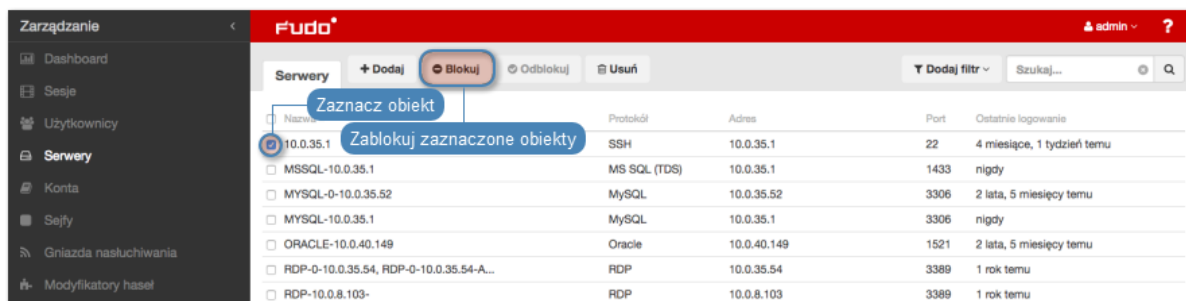 Zarządzanie
Fudo
admin
?
Dashboard
Sesje
Użytkownicy
Serwery
Konta
Sejfy
Gniazda nasłuchiwania
Modyfikatory haseł
Serwery
+ Dodaj
Blokuj
Odblokuj
Usuń
Dodaj filtr
Szukaj...
Zaznacz obiekt
Zablokuj zaznaczone obiekty
Protokół Adres Port Ostatnie logowanie
10.0.35.1 SSH 10.0.35.1 22 4 miesiące, 1 tydzień temu
MSSQL-10.0.35.1 MS SQL (TDS) 10.0.35.1 1433 nigdy
MYSQL-0-10.0.35.52 MySQL 10.0.35.52 3306 2 lata, 5 miesięcy temu
MYSQL-10.0.35.1 MySQL 10.0.35.1 3306 nigdy
ORACLE-10.0.40.149 Oracle 10.0.40.149 1521 2 lata, 5 miesięcy temu
RDP-0-10.0.35.54, RDP-0-10.0.35.54-A... RDP 10.0.35.54 3389 1 rok temu
RDP-10.0.8.103- RDP 10.0.8.103 3389 1 rok temu